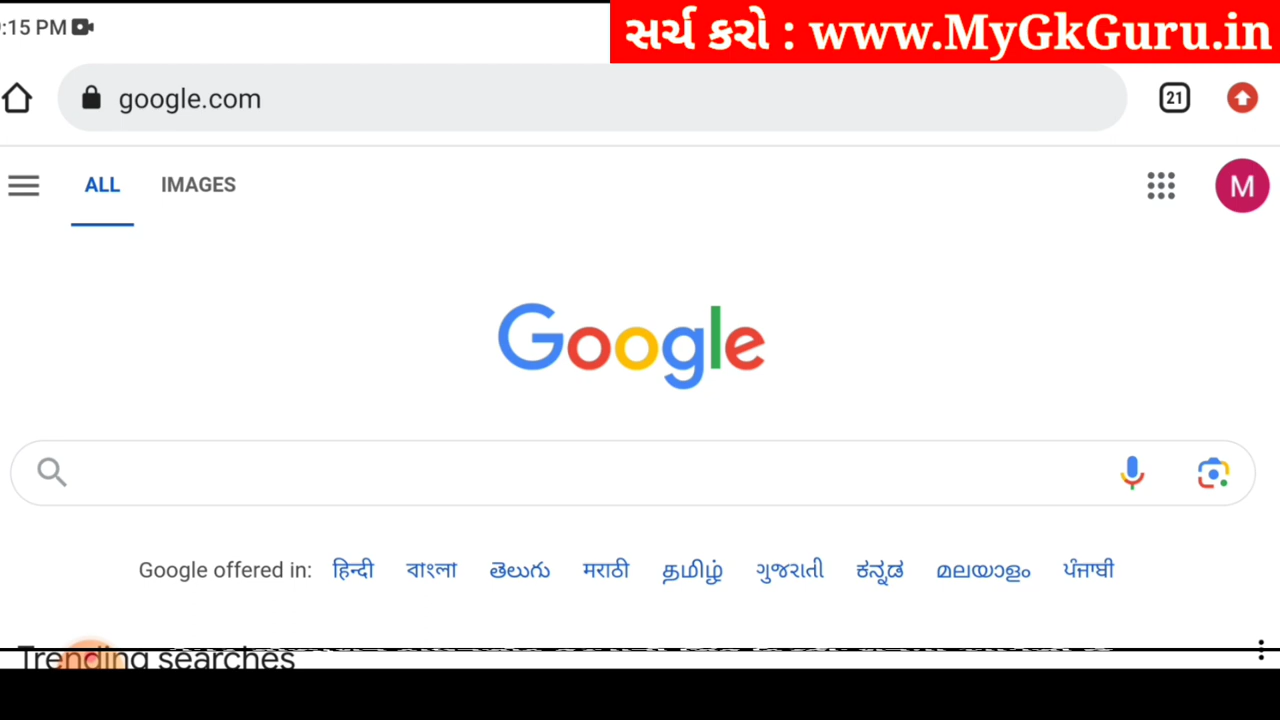 :15 PM
સર્ચ કરો : www.MyGkGuru.in
google.com
21
ALL IMAGES
M
Google
Google offered in: हिन्दी বাংলা తెలుగు मराठी தமிழ் ગુજરાતી ಕನ್ನಡ മലയാളം ਪੰਜਾਬੀ
Trending searches